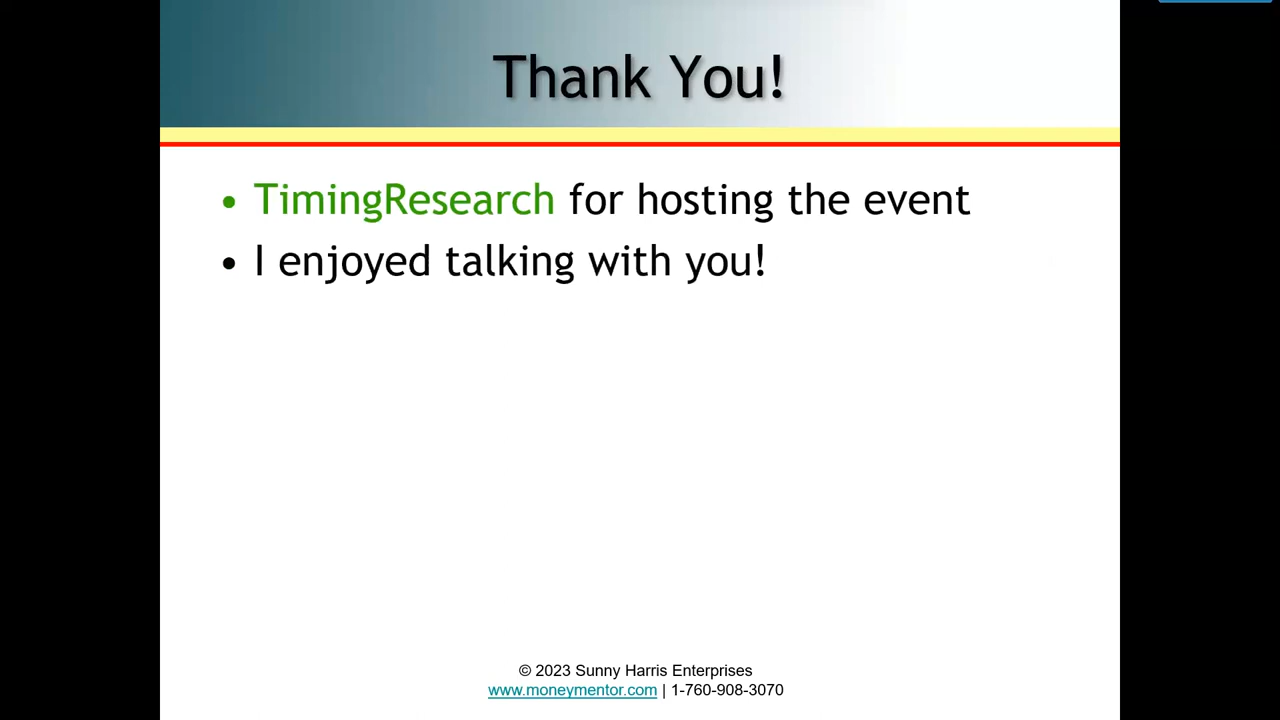 Thank You!
• TimingResearch for hosting the event
• I enjoyed talking with you!
© 2023 Sunny Harris Enterprises
www.moneymentor.com | 1-760-908-3070